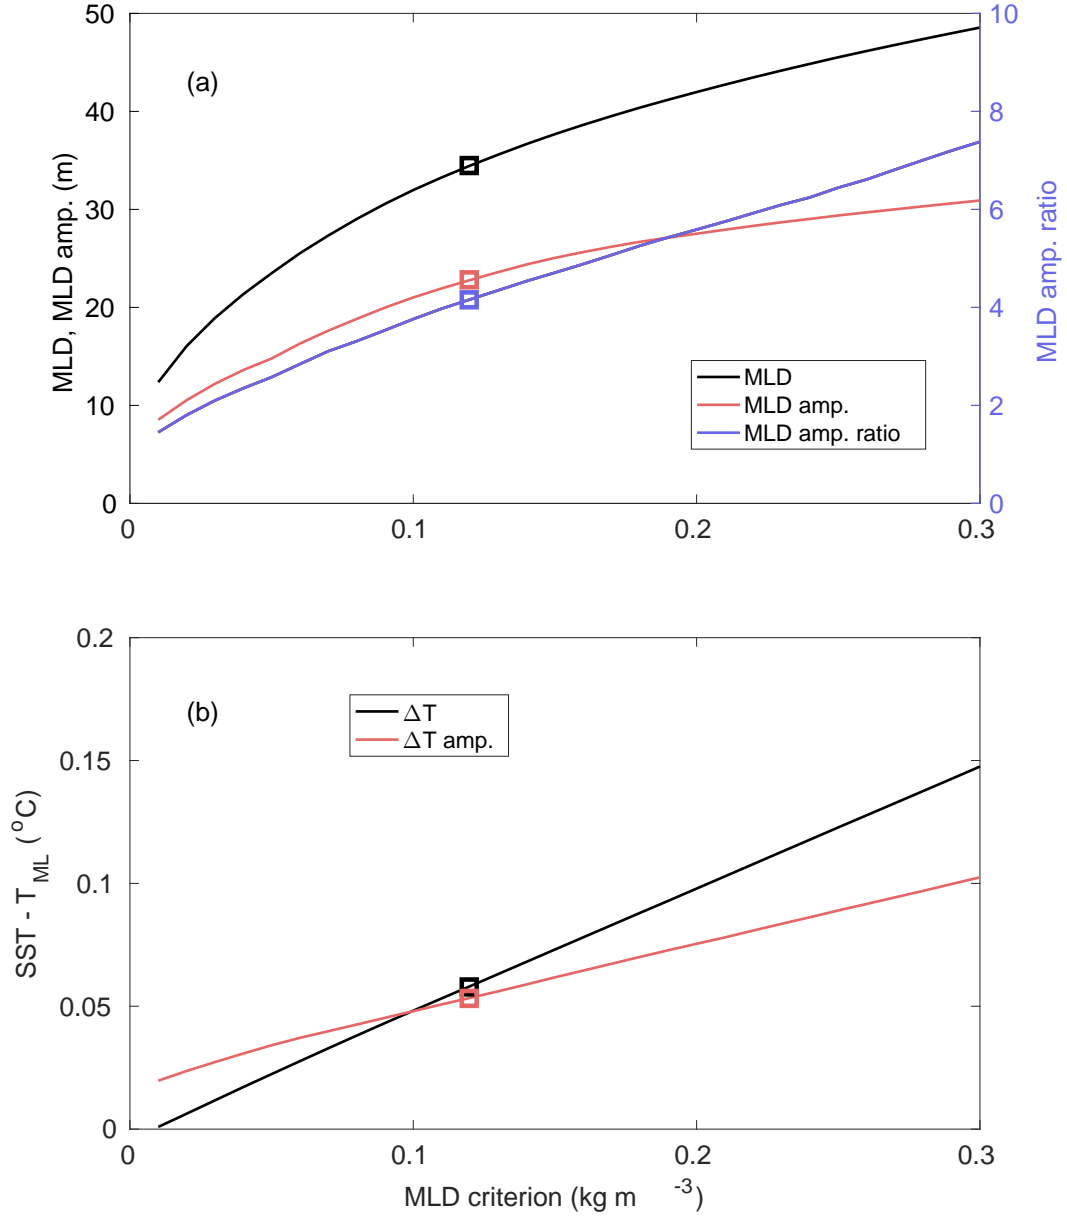 50
40
30
20
10
0
MLD, MLD amp. (m)
(a)
10
8
6
4
2
0
MLD amp. ratio
MLD
MLD amp.
MLD amp. ratio
0
0.1
0.2
0.3
0.2
0.15
0.1
0.05
0
SST - T_ML (°C)
(b)
ΔT
ΔT amp.
0
0.1
0.2
0.3
MLD criterion (kg m -3)